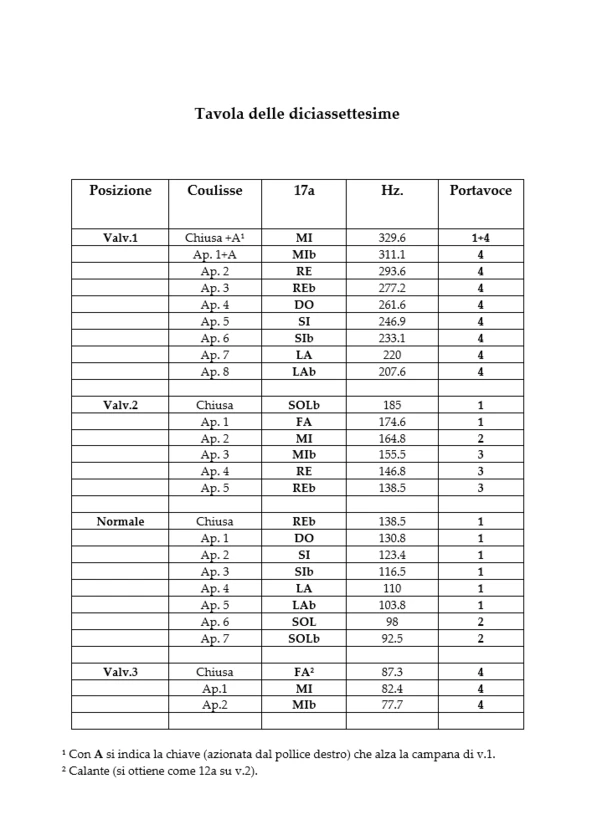 Tavola delle diciassettesime
Posizione Coulisse 17a Hz. Portavoce
Valv.1 Chiusa +A¹ MI 329.6 1+4
Ap. 1+A MIb 311.1 4
Ap. 2 RE 293.6 4
Ap. 3 REb 277.2 4
Ap. 4 DO 261.6 4
Ap. 5 SI 246.9 4
Ap. 6 SIb 233.1 4
Ap. 7 LA 220 4
Ap. 8 LAb 207.6 4
Valv.2 Chiusa SOLb 185 1
Ap. 1 FA 174.6 1
Ap. 2 MI 164.8 2
Ap. 3 MIb 155.5 3
Ap. 4 RE 146.8 3
Ap. 5 REb 138.5 3
Normale Chiusa REb 138.5 1
Ap. 1 DO 130.8 1
Ap. 2 SI 123.4 1
Ap. 3 SIb 116.5 1
Ap. 4 LA 110 1
Ap. 5 LAb 103.8 1
Ap. 6 SOL 98 2
Ap. 7 SOLb 92.5 2
Valv.3 Chiusa FA² 87.3 4
Ap.1 MI 82.4 4
Ap.2 MIb 77.7 4
¹ Con A si indica la chiave (azionata dal pollice destro) che alza la campana di v.1.
² Calante (si ottiene come 12a su v.2).